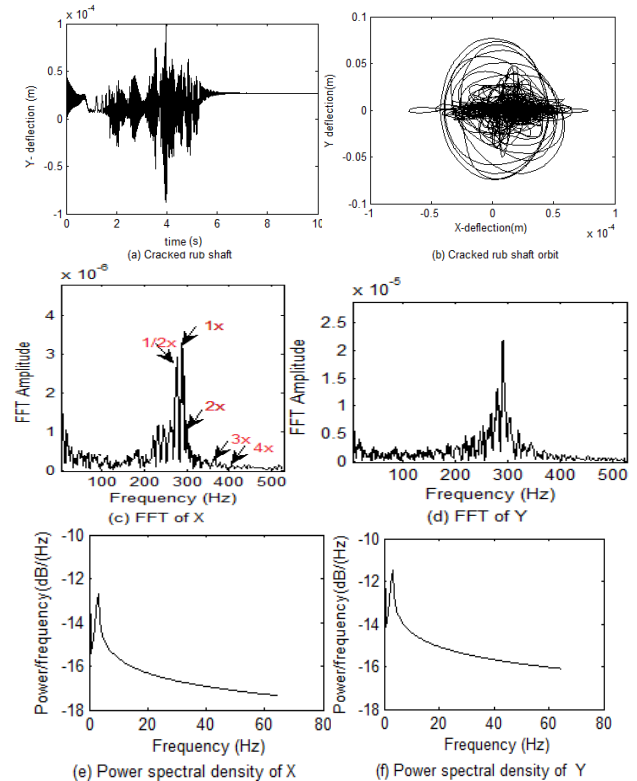 x 10^-4
1
0.5
0
-0.5
-1
0 2 4 6 8 10
Y- deflection (m)
time (s)
(a) Cracked rub shaft
0.1
0.05
0
-0.05
-0.1
-1 -0.5 0 0.5 1
Y deflection(m)
X-deflection(m)
x 10^-4
(b) Cracked rub shaft orbit
x 10^-6
4
3
2
1
0
100 200 300 400 500
FFT Amplitude
1/2x
1x
2x
3x
4x
Frequency (Hz)
(c) FFT of X
x 10^-5
2.5
2
1.5
1
0.5
0
100 200 300 400 500
FFT Amplitude
Frequency (Hz)
(d) FFT of Y
-10
-12
-14
-16
-18
0 20 40 60 80
Power/frequency(dB/(Hz)
Frequency (Hz)
(e) Power spectral density of X
-10
-12
-14
-16
-18
0 20 40 60 80
Power/frequency(dB/(Hz)
Frequency (Hz)
(f) Power spectral density of Y